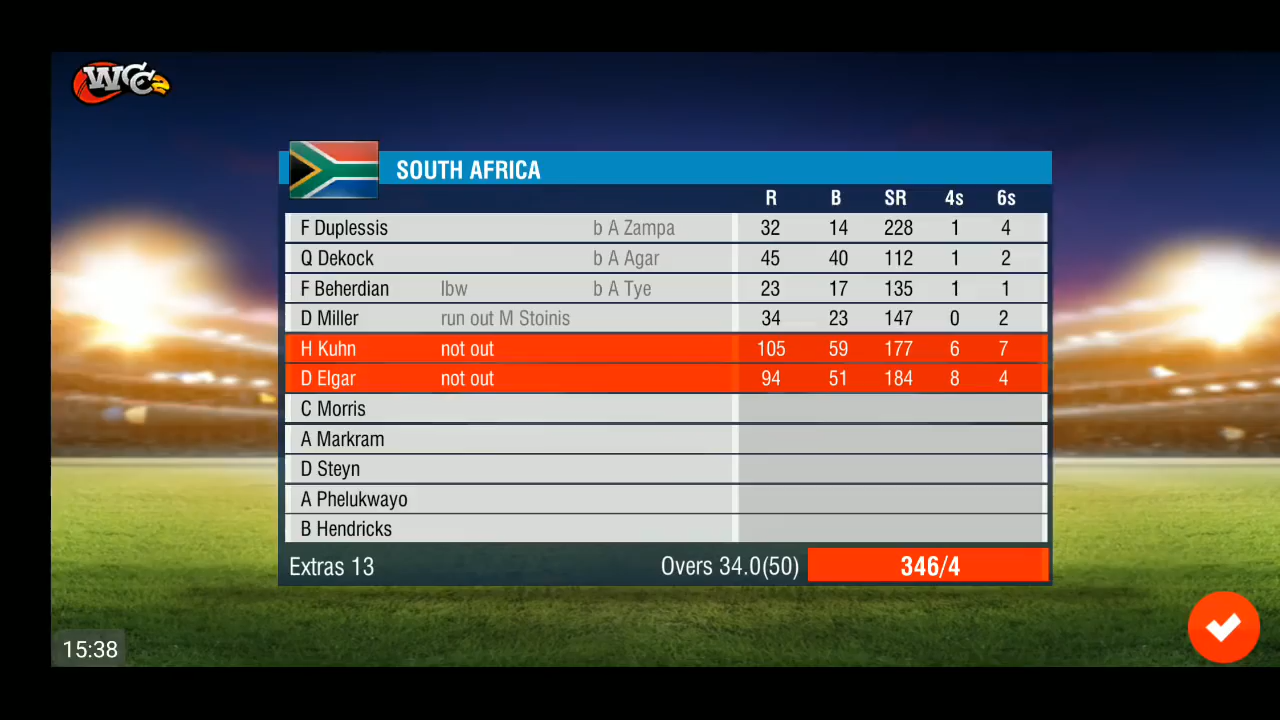 WCC
SOUTH AFRICA
R B SR 4s 6s
F Duplessis b A Zampa 32 14 228 1 4
Q Dekock b A Agar 45 40 112 1 2
F Beherdian lbw b A Tye 23 17 135 1 1
D Miller run out M Stoinis 34 23 147 0 2
H Kuhn not out 105 59 177 6 7
D Elgar not out 94 51 184 8 4
C Morris
A Markram
D Steyn
A Phelukwayo
B Hendricks
Extras 13 Overs 34.0(50) 346/4
15:38